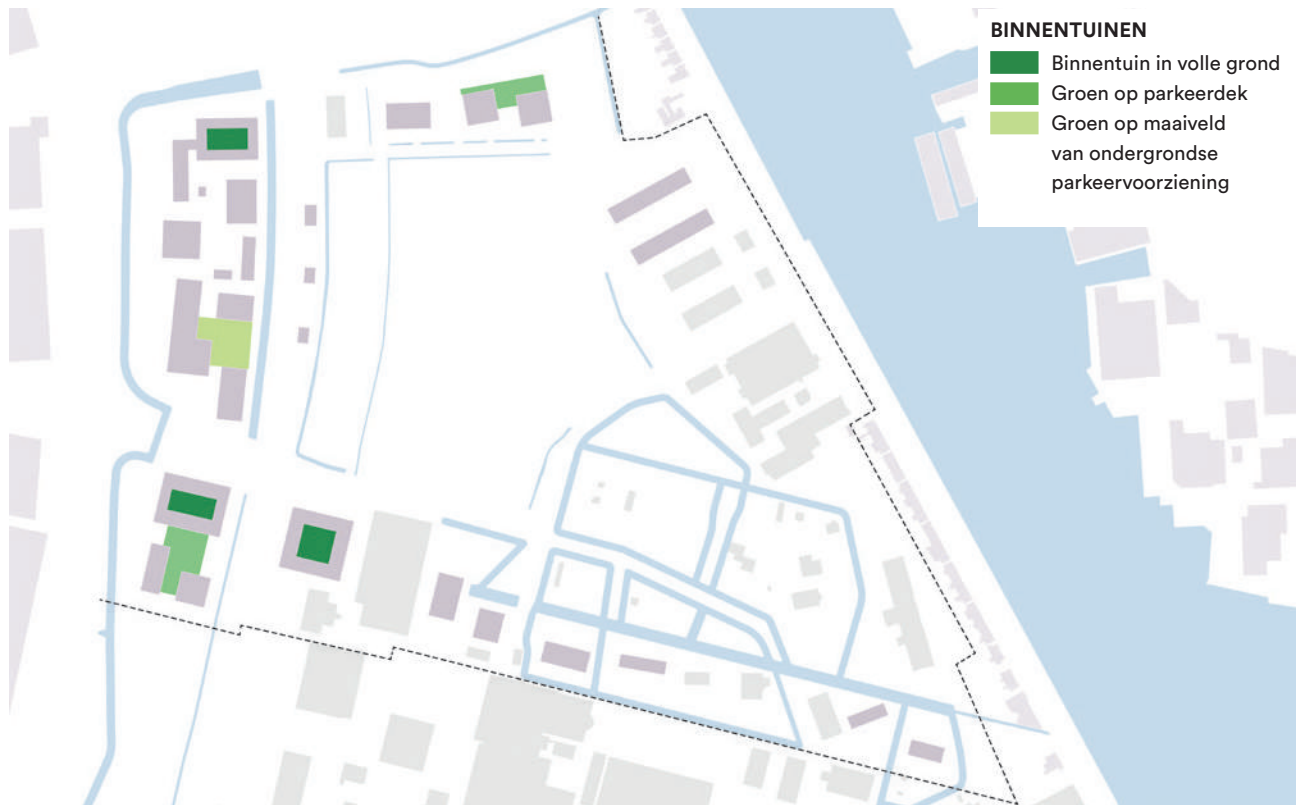 BINNENTUINEN
Binnentuin in volle grond
Groen op parkeerdek
Groen op maaiveld
van ondergrondse
parkeervoorziening